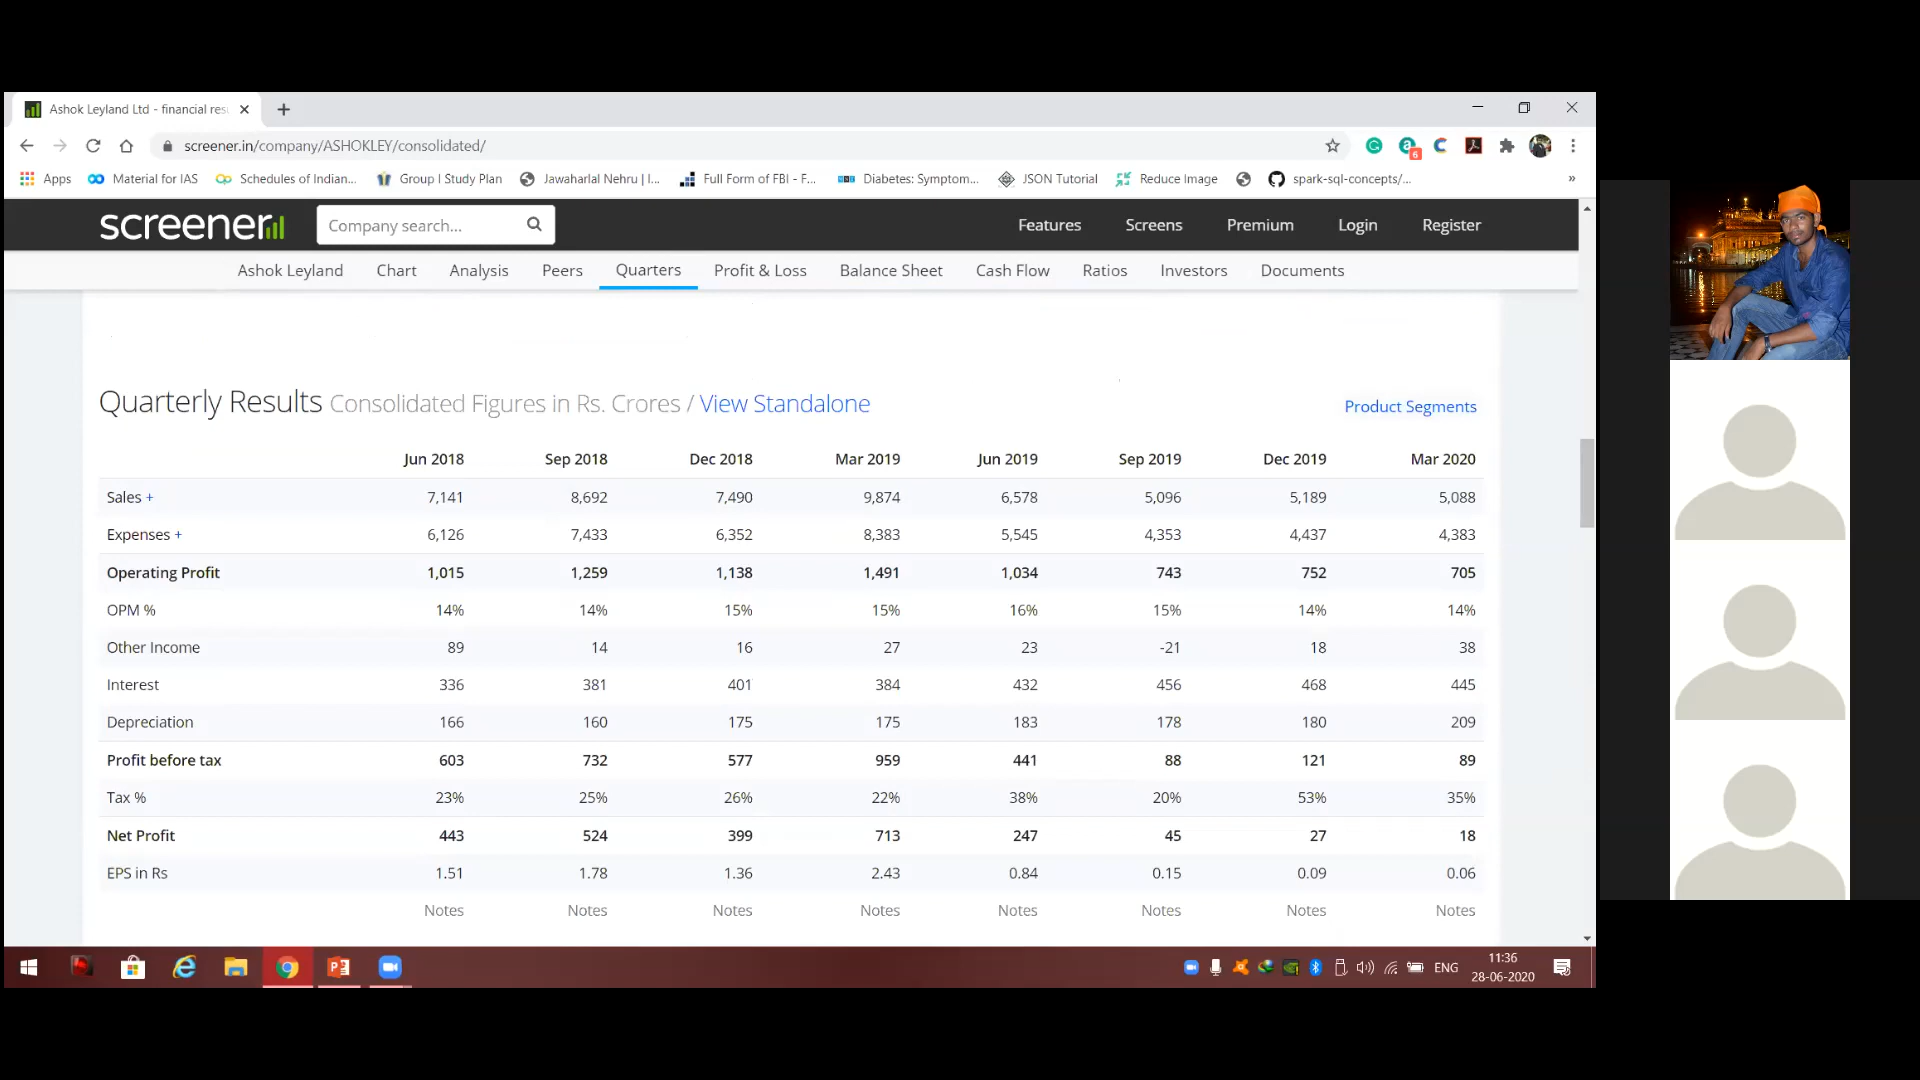 Ashok Leyland Ltd - financial res
screener.in/company/ASHOKLEY/consolidated/
Apps Material for IAS Schedules of Indian... Group I Study Plan Jawaharlal Nehru | I... Full Form of FBI - F... Diabetes: Symptom... JSON Tutorial Reduce Image spark-sql-concepts/... »
screener Company search... Features Screens Premium Login Register
Ashok Leyland Chart Analysis Peers Quarters Profit & Loss Balance Sheet Cash Flow Ratios Investors Documents
Quarterly Results Consolidated Figures in Rs. Crores / View Standalone Product Segments
Jun 2018 Sep 2018 Dec 2018 Mar 2019 Jun 2019 Sep 2019 Dec 2019 Mar 2020
Sales + 7,141 8,692 7,490 9,874 6,578 5,096 5,189 5,088
Expenses + 6,126 7,433 6,352 8,383 5,545 4,353 4,437 4,383
Operating Profit 1,015 1,259 1,138 1,491 1,034 743 752 705
OPM % 14% 14% 15% 15% 16% 15% 14% 14%
Other Income 89 14 16 27 23 -21 18 38
Interest 336 381 401 384 432 456 468 445
Depreciation 166 160 175 175 183 178 180 209
Profit before tax 603 732 577 959 441 88 121 89
Tax % 23% 25% 26% 22% 38% 20% 53% 35%
Net Profit 443 524 399 713 247 45 27 18
EPS in Rs 1.51 1.78 1.36 2.43 0.84 0.15 0.09 0.06
Notes Notes Notes Notes Notes Notes Notes Notes
ENG 11:36
28-06-2020